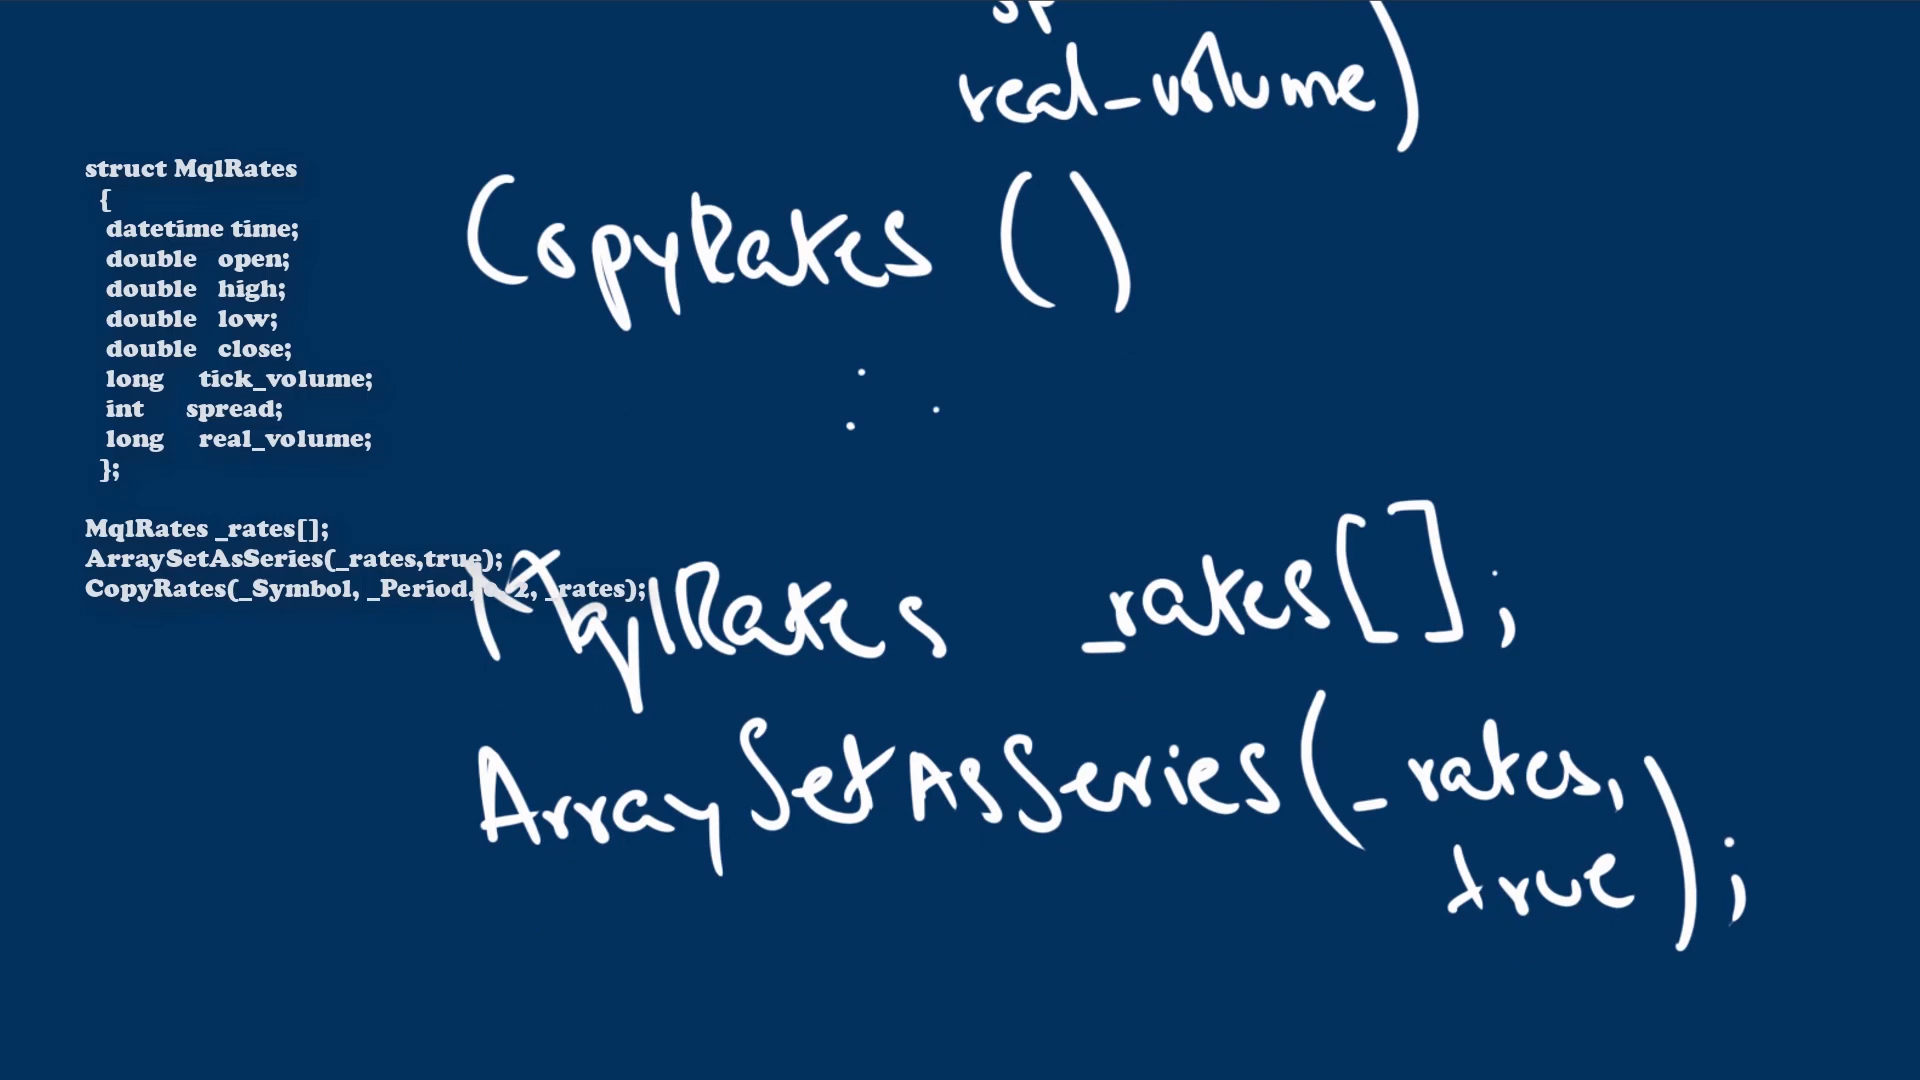 struct MqlRates
{
datetime time;
double open;
double high;
double low;
double close;
long tick_volume;
int spread;
long real_volume;
};
MqlRates _rates[];
ArraySetAsSeries(_rates,true);
CopyRates(_Symbol, _Period, 2, _rates);
real_volume)
CopyRates ()
MqlRates _rates[];
ArraySetAsSeries(_rates,
true);